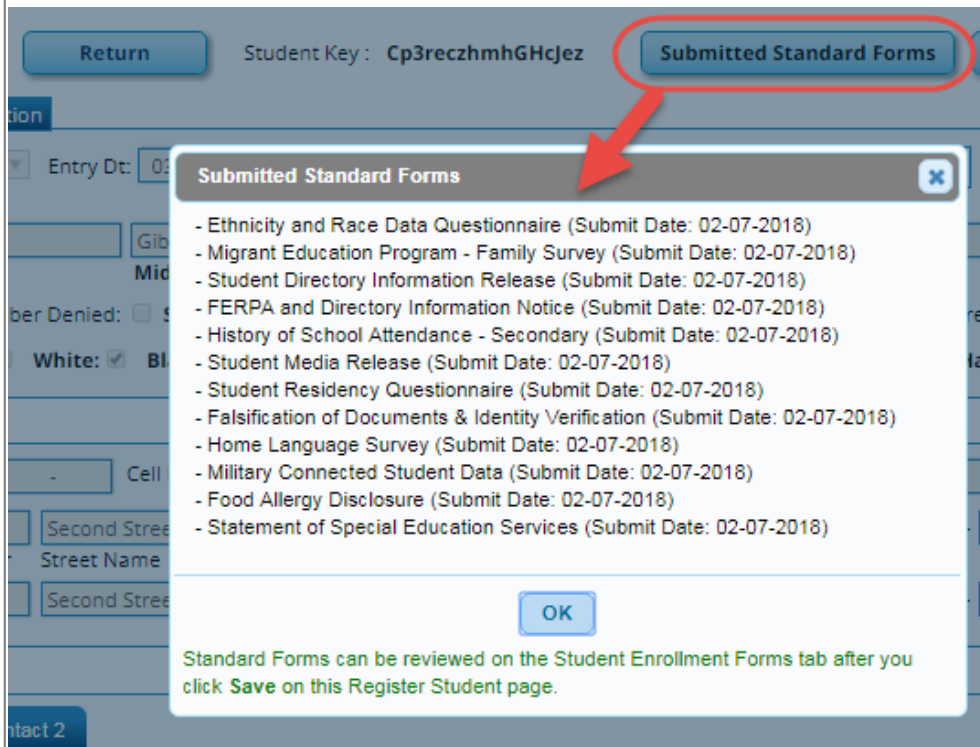 Return
Student Key : Cp3reczhmhGHcJez
Submitted Standard Forms
tion
Entry Dt: 03
Submitted Standard Forms
- Ethnicity and Race Data Questionnaire (Submit Date: 02-07-2018)
- Migrant Education Program - Family Survey (Submit Date: 02-07-2018)
- Student Directory Information Release (Submit Date: 02-07-2018)
- FERPA and Directory Information Notice (Submit Date: 02-07-2018)
- History of School Attendance - Secondary (Submit Date: 02-07-2018)
- Student Media Release (Submit Date: 02-07-2018)
- Student Residency Questionnaire (Submit Date: 02-07-2018)
- Falsification of Documents & Identity Verification (Submit Date: 02-07-2018)
- Home Language Survey (Submit Date: 02-07-2018)
- Military Connected Student Data (Submit Date: 02-07-2018)
- Food Allergy Disclosure (Submit Date: 02-07-2018)
- Statement of Special Education Services (Submit Date: 02-07-2018)
OK
Standard Forms can be reviewed on the Student Enrollment Forms tab after you
click Save on this Register Student page.
Gib
Mid
ber Denied: S
White: Bl
- Cell
Second Stree
Street Name
Second Stree
ntact 2